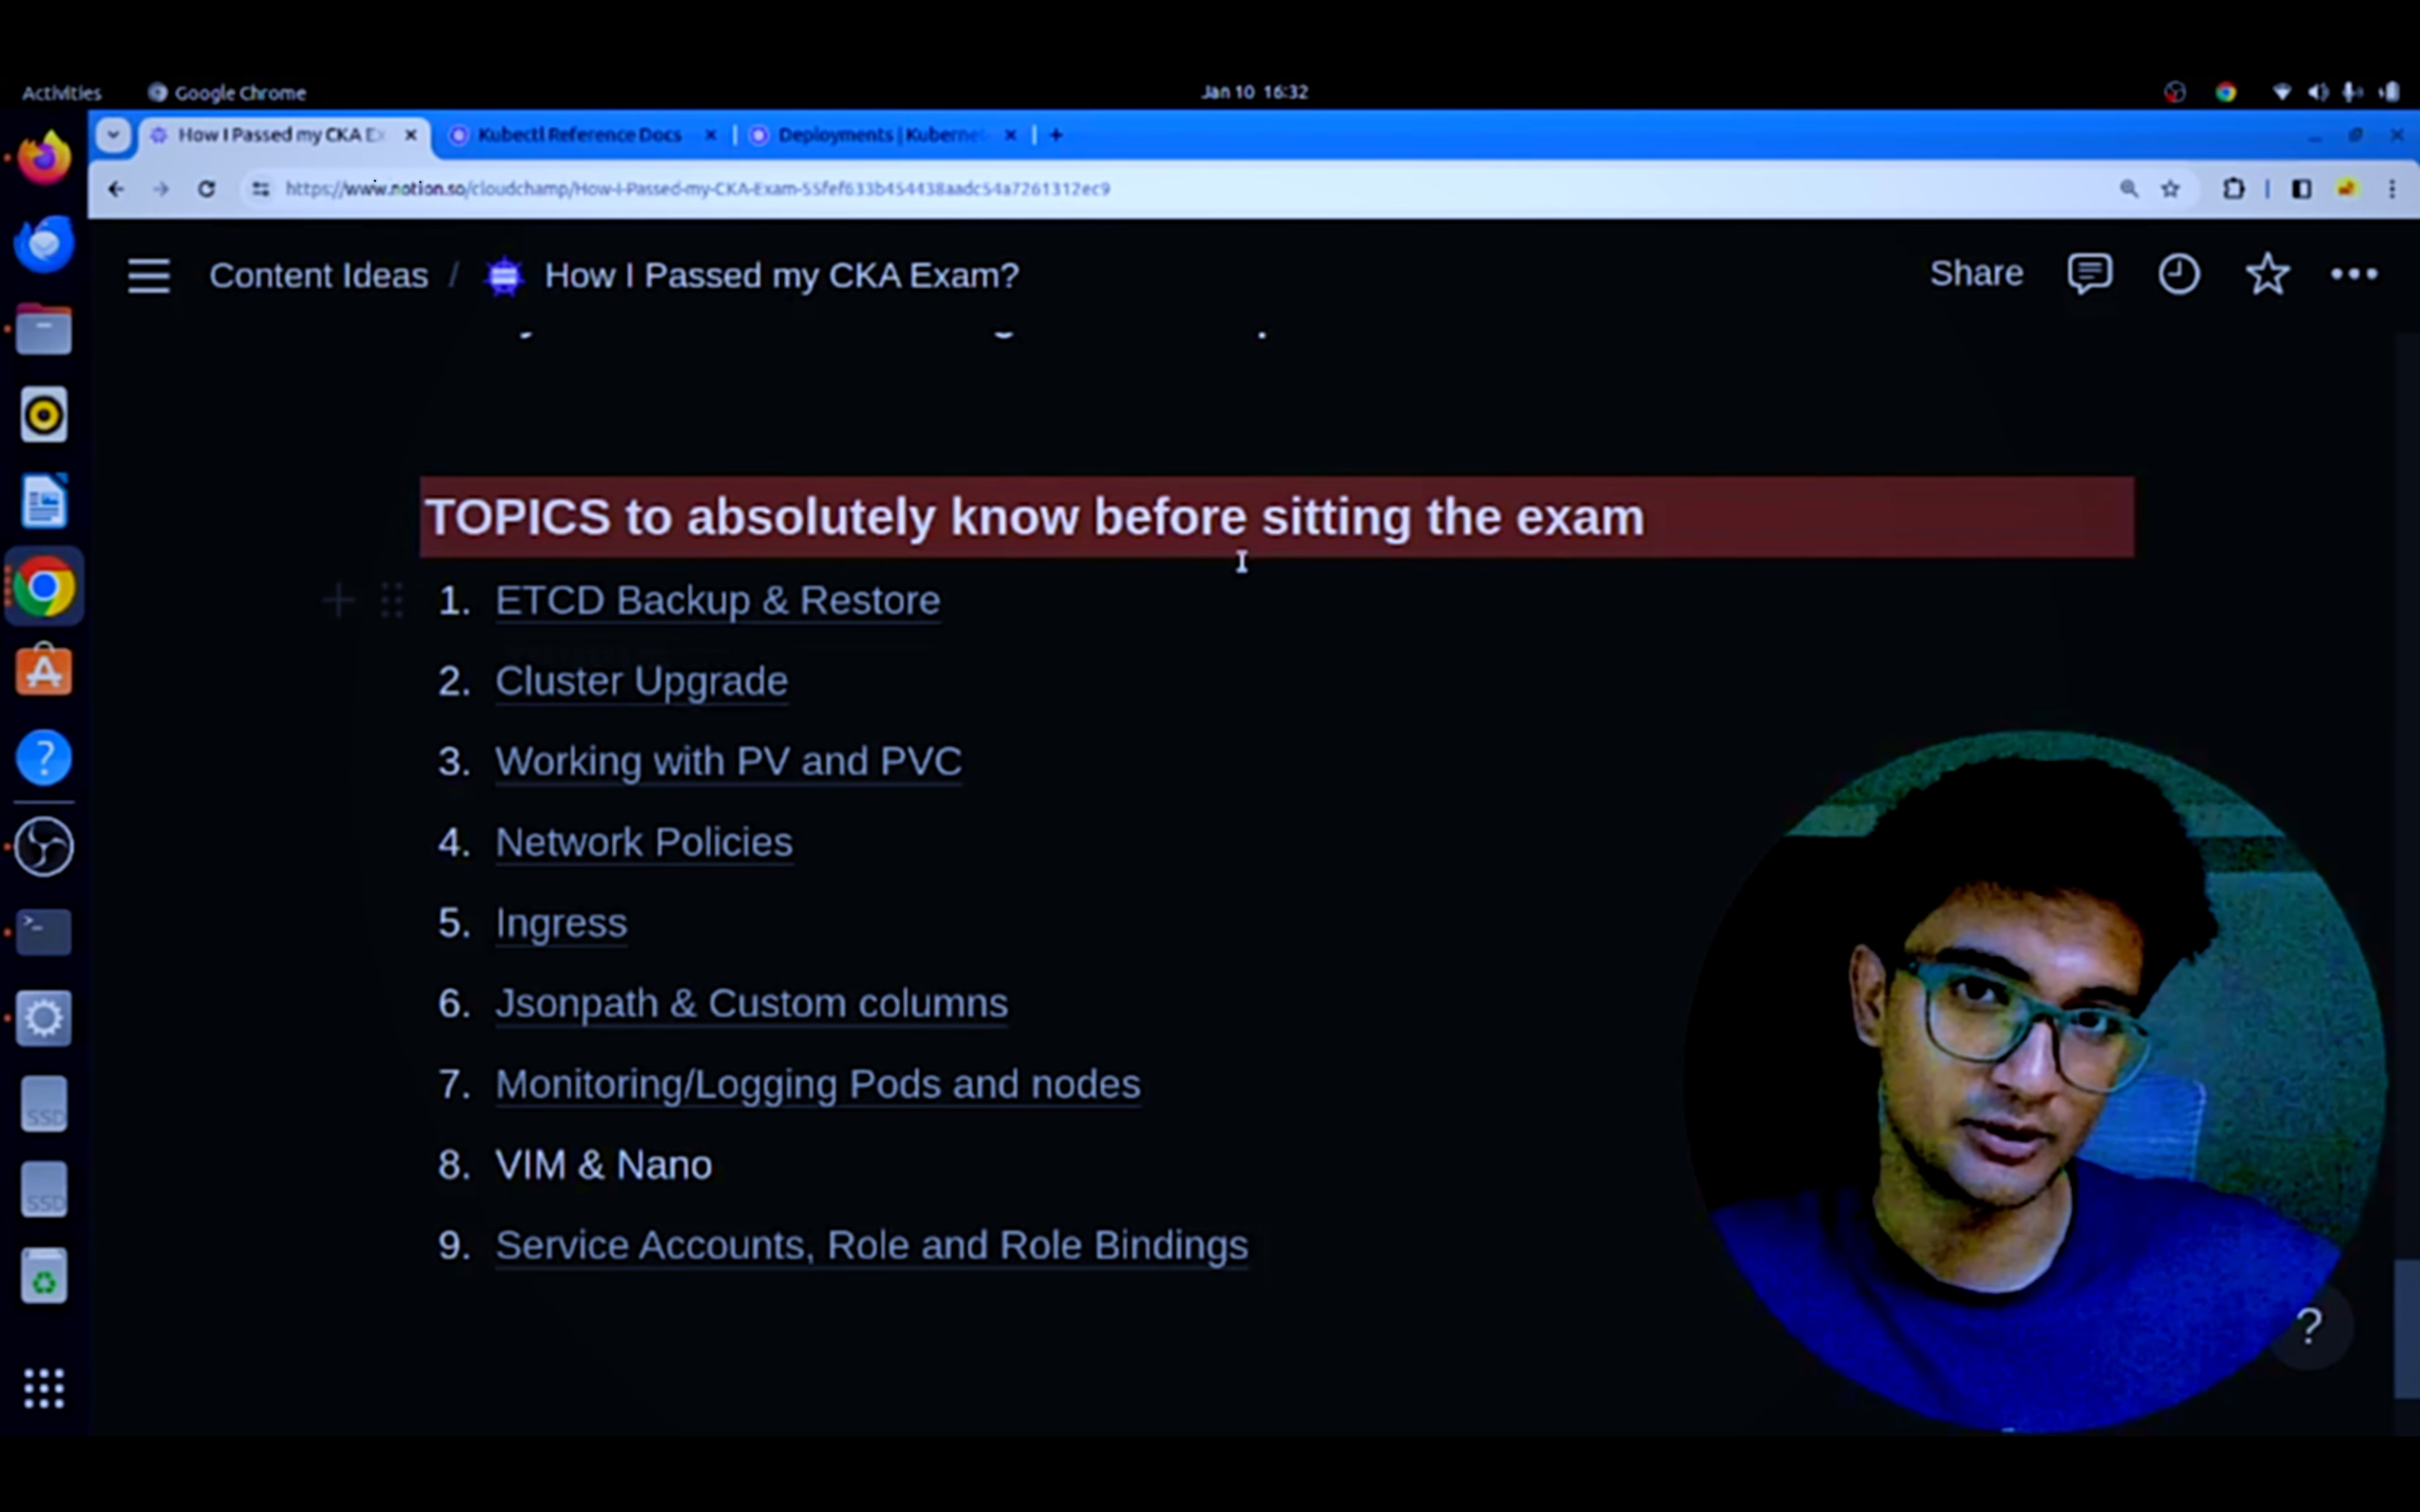 Activities Google Chrome Jan 10 16:32
How I Passed my CKA Ex Kubectl Reference Docs Deployments | Kubernet
https://www.notion.so/cloudchamp/How-I-Passed-my-CKA-Exam-55fef633b454438aadc54a7261312ec9
Content Ideas / How I Passed my CKA Exam? Share
TOPICS to absolutely know before sitting the exam
1. ETCD Backup & Restore
2. Cluster Upgrade
3. Working with PV and PVC
4. Network Policies
5. Ingress
6. Jsonpath & Custom columns
7. Monitoring/Logging Pods and nodes
8. VIM & Nano
9. Service Accounts, Role and Role Bindings
SSD
SSD
?